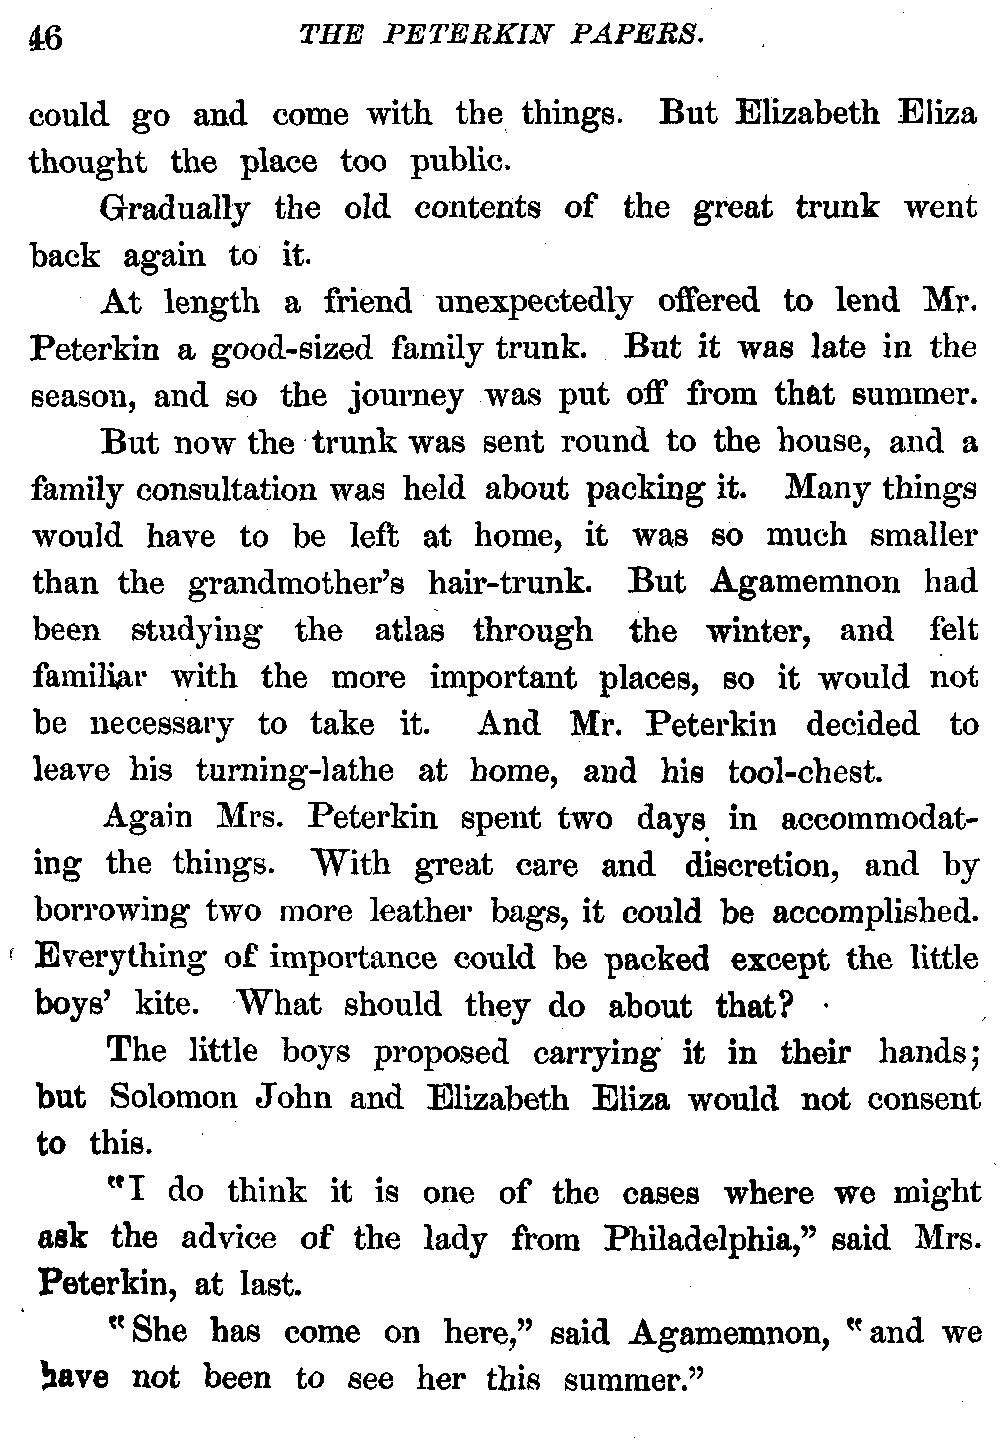 46 THE PETERKIN PAPERS.
could go and come with the things. But Elizabeth Eliza
thought the place too public.
Gradually the old contents of the great trunk went
back again to it.
At length a friend unexpectedly offered to lend Mr.
Peterkin a good-sized family trunk. But it was late in the
season, and so the journey was put off from that summer.
But now the trunk was sent round to the house, and a
family consultation was held about packing it. Many things
would have to be left at home, it was so much smaller
than the grandmother's hair-trunk. But Agamemnon had
been studying the atlas through the winter, and felt
familiar with the more important places, so it would not
be necessary to take it. And Mr. Peterkin decided to
leave his turning-lathe at home, and his tool-chest.
Again Mrs. Peterkin spent two days in accommodat-
ing the things. With great care and discretion, and by
borrowing two more leather bags, it could be accomplished.
Everything of importance could be packed except the little
boys' kite. What should they do about that?
The little boys proposed carrying it in their hands;
but Solomon John and Elizabeth Eliza would not consent
to this.
"I do think it is one of the cases where we might
ask the advice of the lady from Philadelphia," said Mrs.
Peterkin, at last.
"She has come on here," said Agamemnon, "and we
have not been to see her this summer."